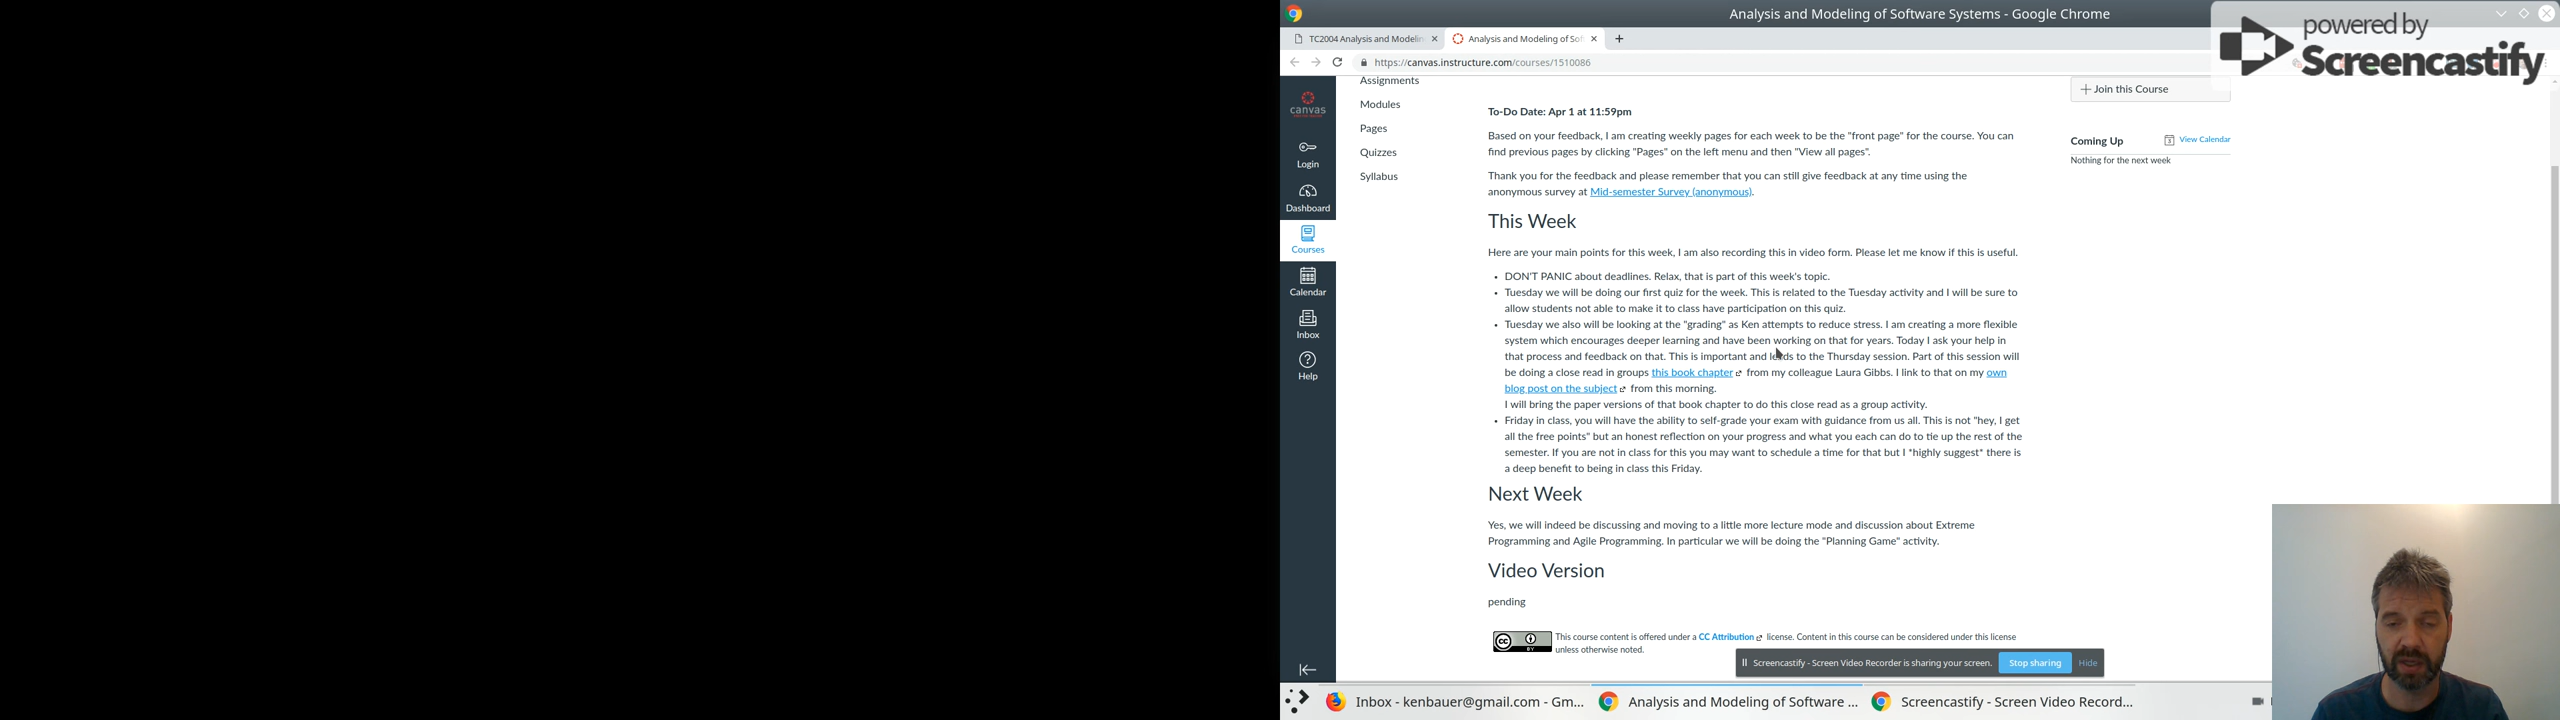 Analysis and Modeling of Software Systems - Google Chrome
powered by
Screencastify
TC2004 Analysis and Modelin
Analysis and Modeling of Sof
https://canvas.instructure.com/courses/1510086
canvas
Login
Dashboard
Courses
Calendar
Inbox
Help
Assignments
Modules
Pages
Quizzes
Syllabus
To-Do Date: Apr 1 at 11:59pm
Based on your feedback, I am creating weekly pages for each week to be the "front page" for the course. You can
find previous pages by clicking "Pages" on the left menu and then "View all pages".
Thank you for the feedback and please remember that you can still give feedback at any time using the
anonymous survey at Mid-semester Survey (anonymous).
This Week
Here are your main points for this week, I am also recording this in video form. Please let me know if this is useful.
• DON'T PANIC about deadlines. Relax, that is part of this week's topic.
• Tuesday we will be doing our first quiz for the week. This is related to the Tuesday activity and I will be sure to
allow students not able to make it to class have participation on this quiz.
• Tuesday we also will be looking at the "grading" as Ken attempts to reduce stress. I am creating a more flexible
system which encourages deeper learning and have been working on that for years. Today I ask your help in
that process and feedback on that. This is important and leads to the Thursday session. Part of this session will
be doing a close read in groups this book chapter from my colleague Laura Gibbs. I link to that on my own
blog post on the subject from this morning.
I will bring the paper versions of that book chapter to do this close read as a group activity.
• Friday in class, you will have the ability to self-grade your exam with guidance from us all. This is not "hey, I get
all the free points" but an honest reflection on your progress and what you each can do to tie up the rest of the
semester. If you are not in class for this you may want to schedule a time for that but I *highly suggest* there is
a deep benefit to being in class this Friday.
Next Week
Yes, we will indeed be discussing and moving to a little more lecture mode and discussion about Extreme
Programming and Agile Programming. In particular we will be doing the "Planning Game" activity.
Video Version
pending
cc BY
This course content is offered under a CC Attribution license. Content in this course can be considered under this license
unless otherwise noted.
Join this Course
Coming Up
View Calendar
Nothing for the next week
Screencastify - Screen Video Recorder is sharing your screen.
Stop sharing
Hide
Inbox - kenbauer@gmail.com - Gm...
Analysis and Modeling of Software ...
Screencastify - Screen Video Record...